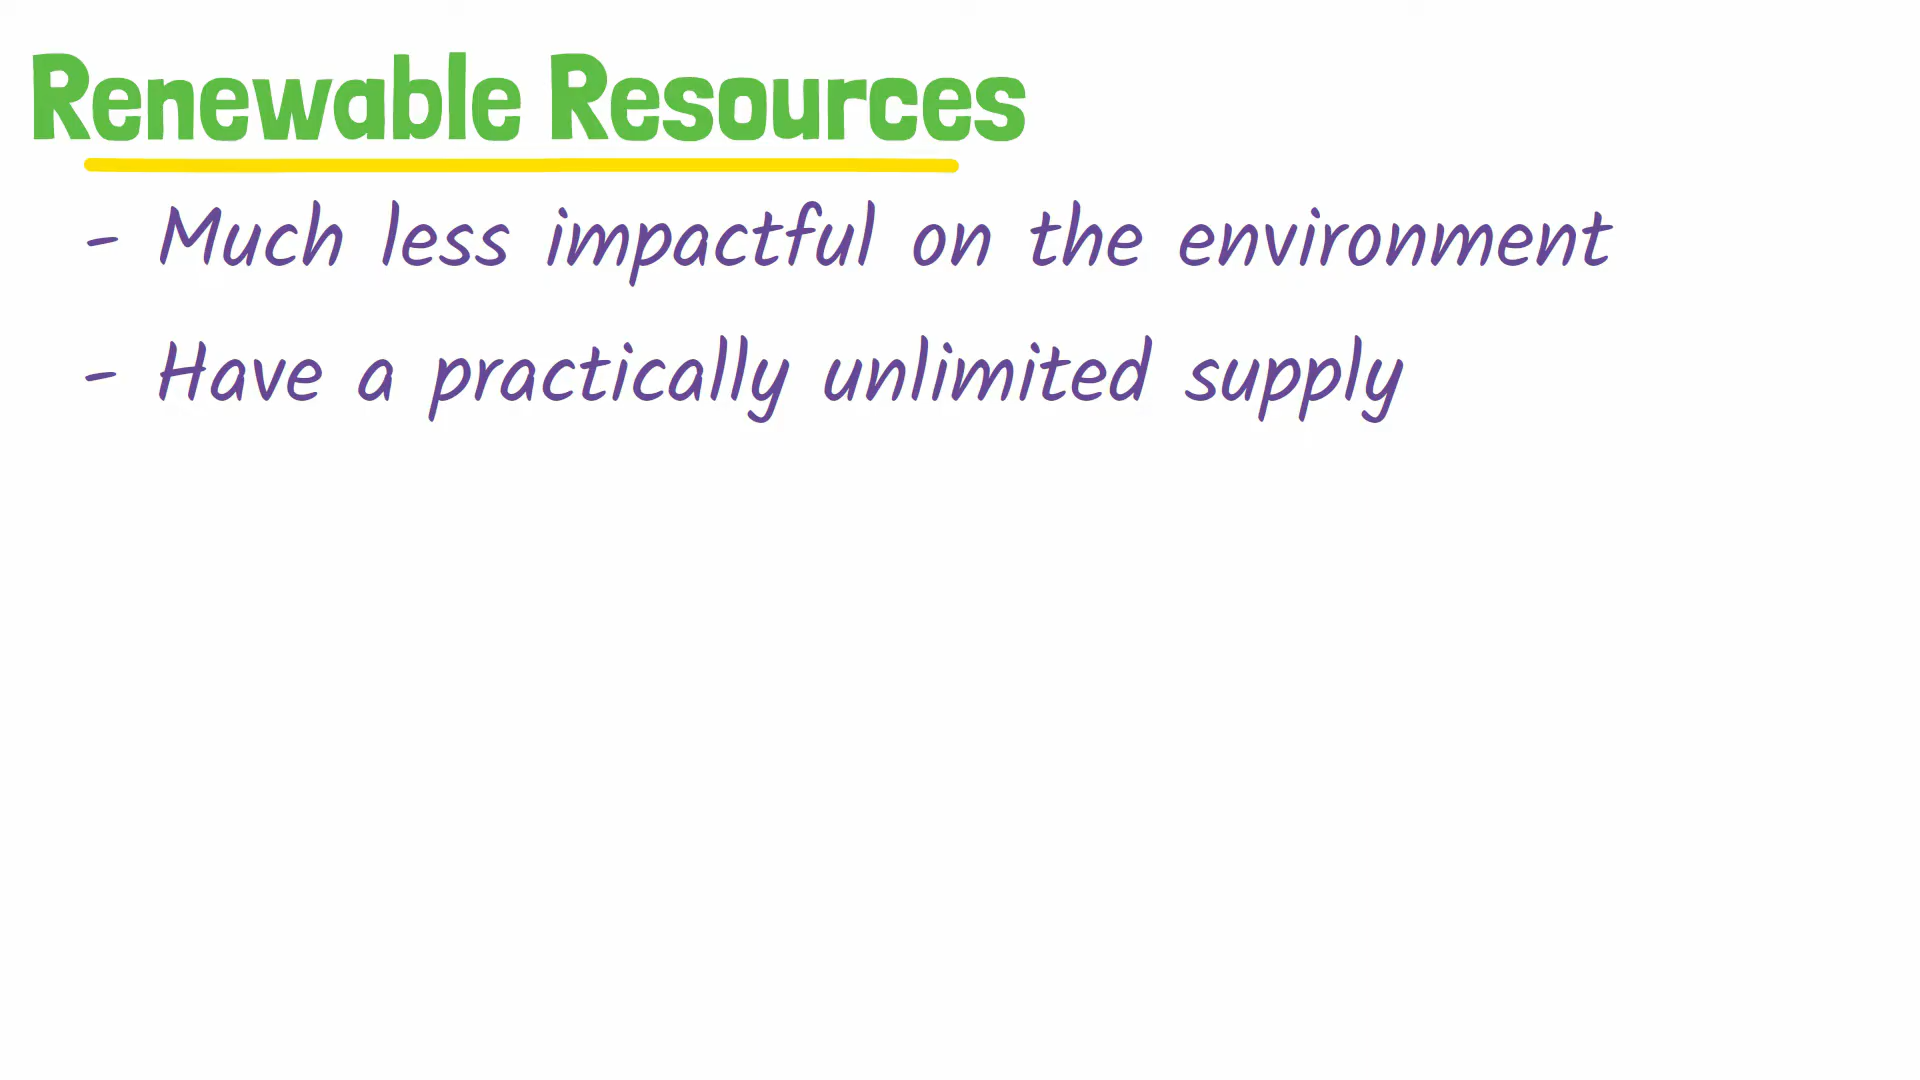 Renewable Resources
- Much less impactful on the environment
- Have a practically unlimited supply